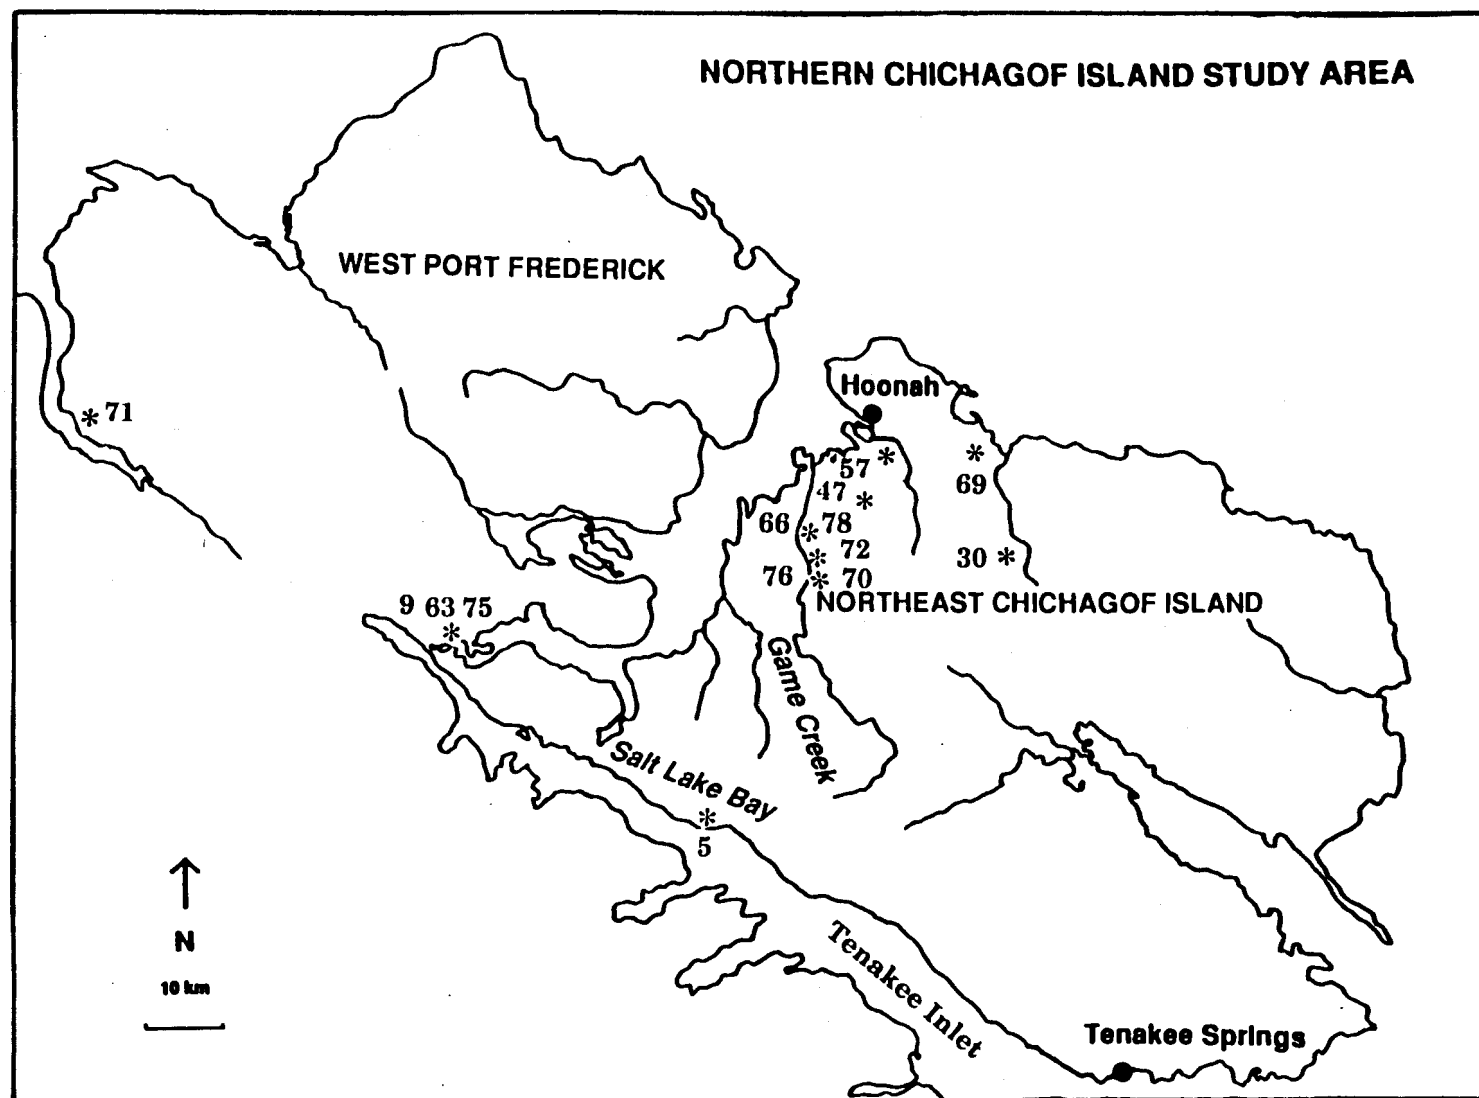 NORTHERN CHICHAGOF ISLAND STUDY AREA
WEST PORT FREDERICK
Hoonah
* 71
57 *
*
69
47 *
66 * 78
* 72
76 * 70
30 *
NORTHEAST CHICHAGOF ISLAND
9 63 75
*
Game Creek
Salt Lake Bay
*
5
N
10 km
Tenakee Inlet
Tenakee Springs